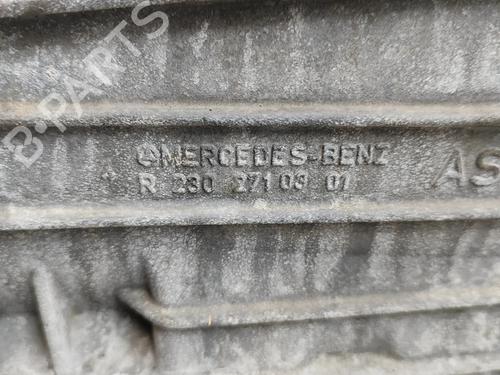 B-PARTS
MERCEDES-BENZ
R 230 271 03 01
AS